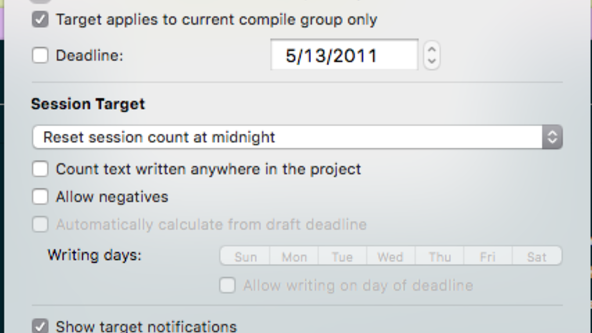 Target applies to current compile group only
Deadline: 5/13/2011
Session Target
Reset session count at midnight
Count text written anywhere in the project
Allow negatives
Automatically calculate from draft deadline
Writing days: Sun Mon Tue Wed Thu Fri Sat
Allow writing on day of deadline
Show target notifications